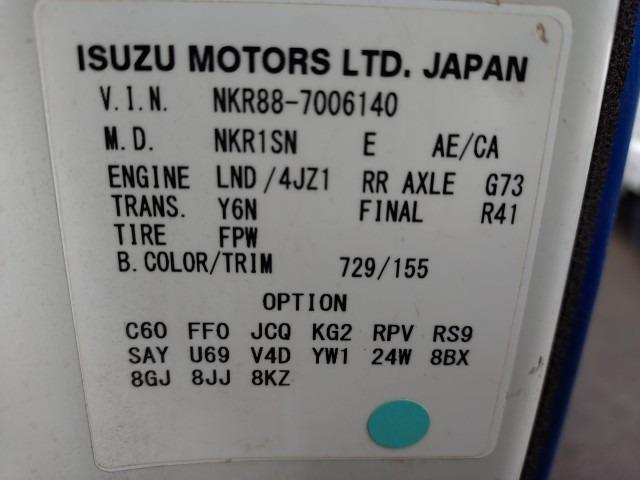 ISUZU MOTORS LTD. JAPAN
V.I.N. NKR88-7006140
M.D. NKR1SN E AE/CA
ENGINE LND/4JZ1 RR AXLE G73
TRANS. Y6N FINAL R41
TIRE FPW
B.COLOR/TRIM 729/155
OPTION
C60 FF0 JCQ KG2 RPV RS9
SAY U69 V4D YW1 24W 8BX
8GJ 8JJ 8KZ